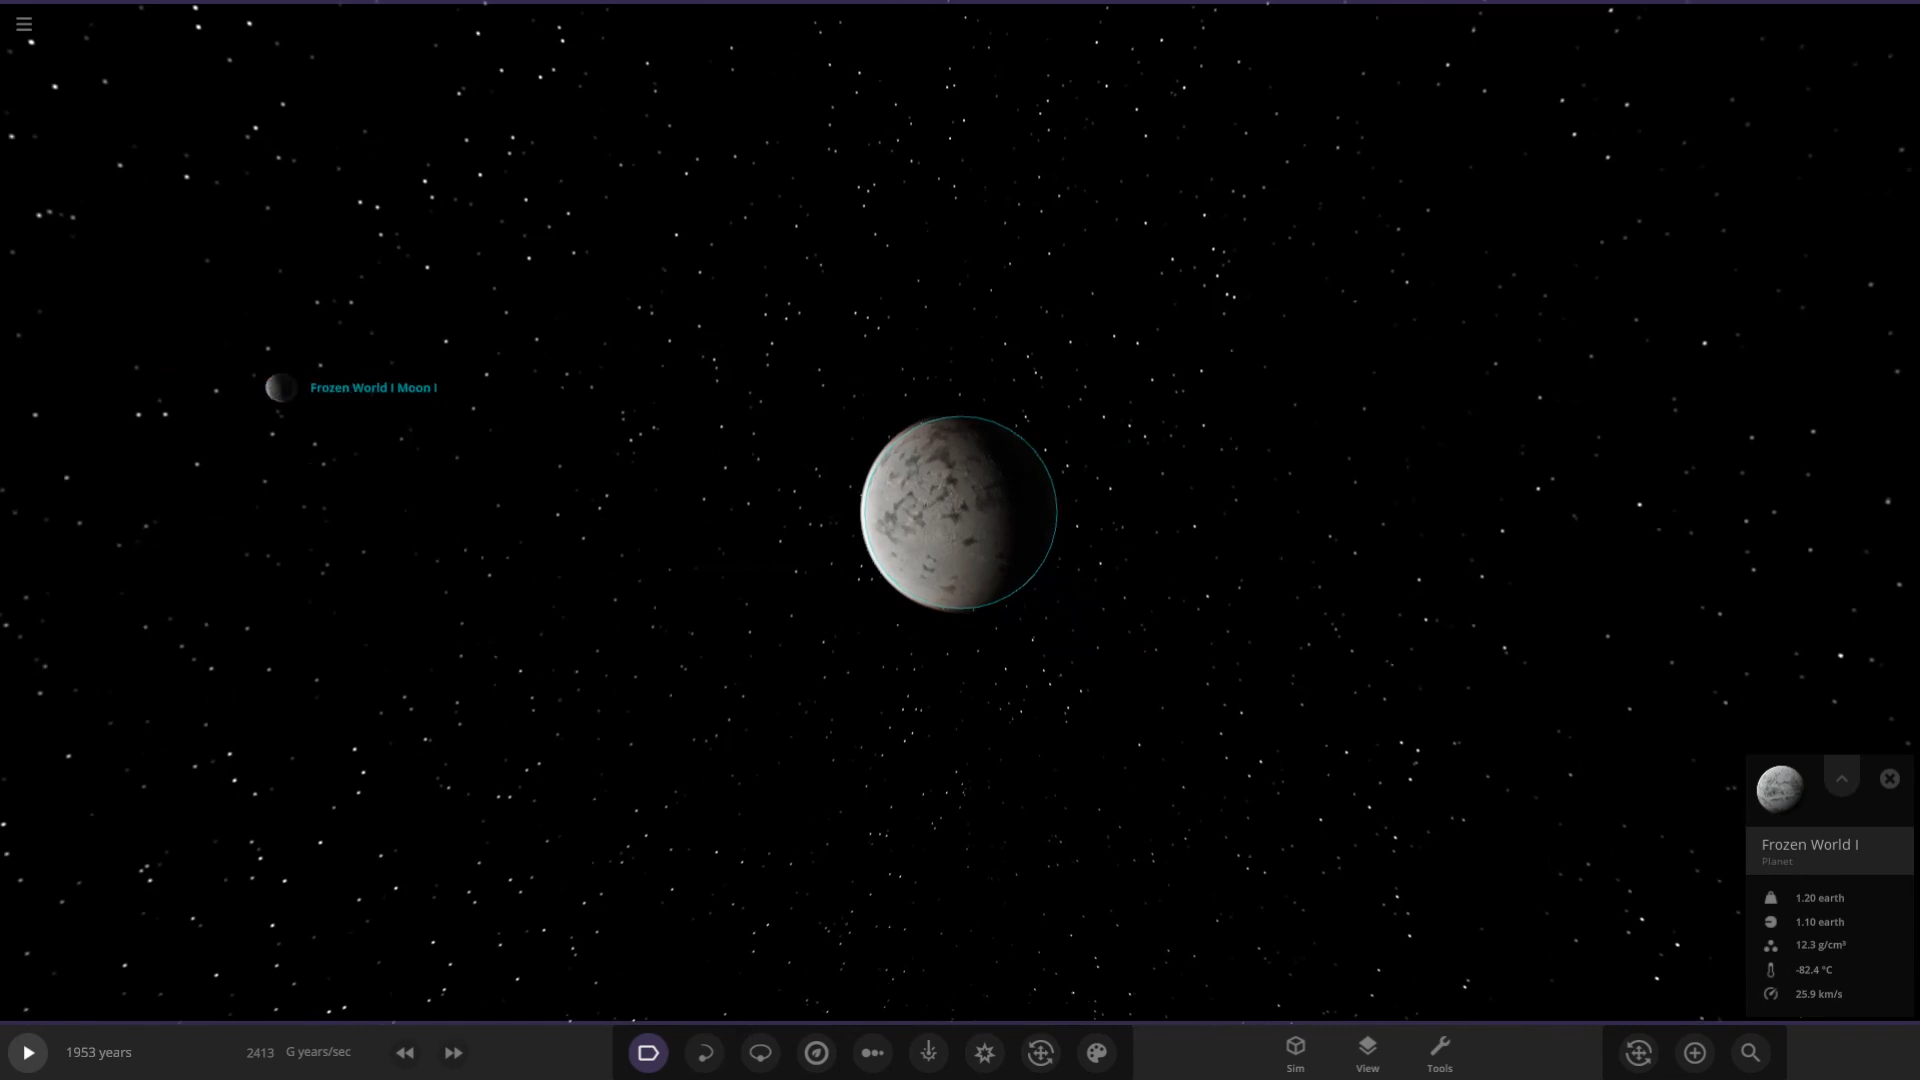 Frozen World I Moon I
Frozen World I
Planet
1.20 earth
1.10 earth
12.3 g/cm³
-82.4 °C
25.9 km/s
1953 years
2413 G years/sec
Sim
View
Tools